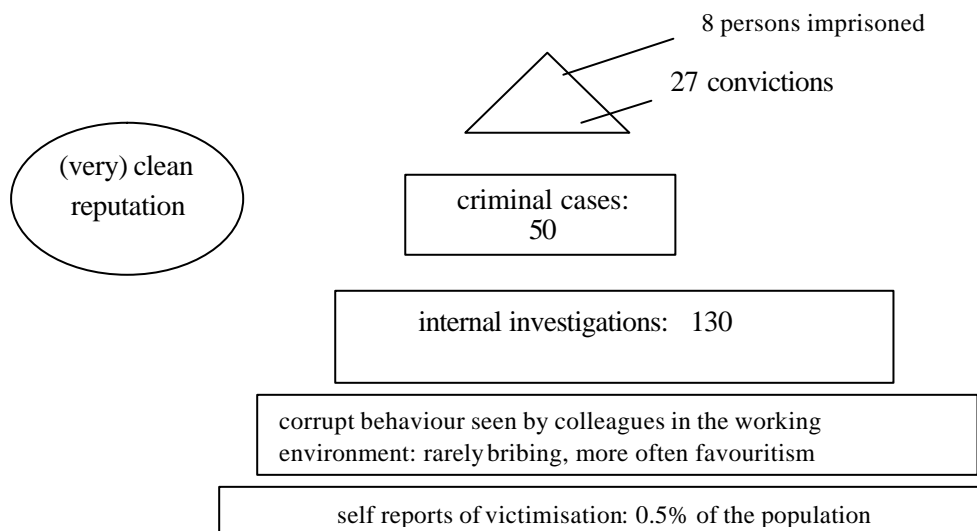 8 persons imprisoned
27 convictions
(very) clean
reputation
criminal cases:
50
internal investigations: 130
corrupt behaviour seen by colleagues in the working
environment: rarely bribing, more often favouritism
self reports of victimisation: 0.5% of the population